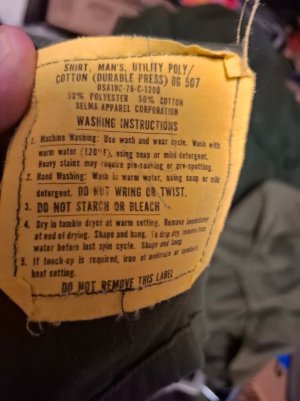 SHIRT, MAN'S, UTILITY POLY/
COTTON (DURABLE PRESS) OG 507
DSA100-76-C-1206
50% POLYESTER 50% COTTON
SELMA APPAREL CORPORATION
WASHING INSTRUCTIONS
1. Machine Washing: Use wash and wear cycle. Wash with
warm water (120°F), using soap or mild detergent.
Heavy stains may require pre-soaking or pre-spotting.
2. Hand Washing: Wash in warm water, using soap or mild
detergent. DO NOT WRING OR TWIST.
3. DO NOT STARCH OR BLEACH
4. Dry in tumble dryer at warm setting. Remove immediately
at end of drying. Shape and hang. To drip dry, remove from
water before last spin cycle. Shape and hang.
5. If touch-up is required, iron at moderate or synthetic
heat setting.
DO NOT REMOVE THIS LABEL